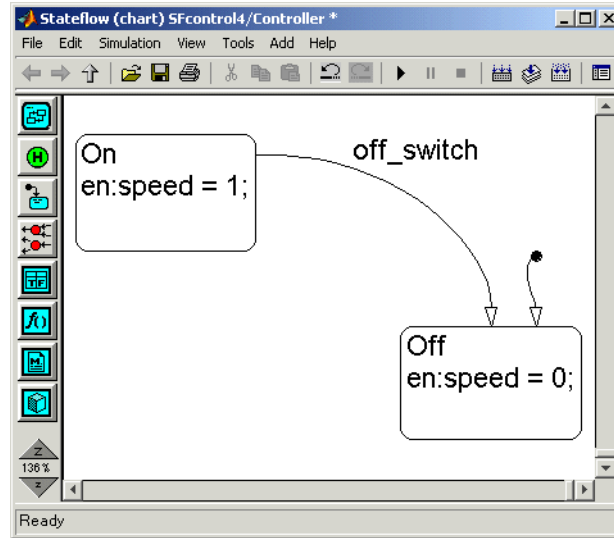 Stateflow (chart) SFcontrol4/Controller *
File Edit Simulation View Tools Add Help
off_switch
On
en:speed = 1;
Off
en:speed = 0;
H
TF
f()
M
Z
136%
Z
Ready